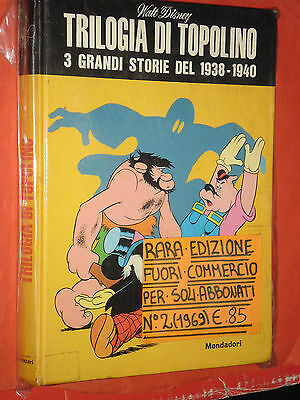 Walt Disney
TRILOGIA DI TOPOLINO
3 GRANDI STORIE DEL 1938-1940
TRILOGIA DI TOPOLINO
RARA EDIZIONE
FUORI COMMERCIO
PER SOLI ABBONATI
N°2 (1969) €.85
Mondadori